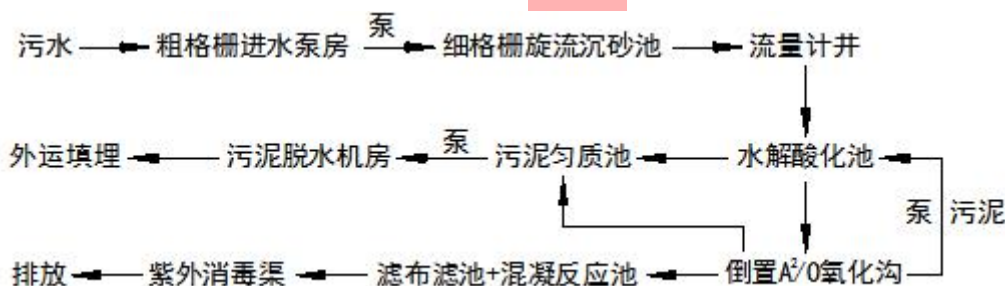 泵
污水 粗格栅进水泵房 细格栅旋流沉砂池 流量计井
泵
外运填埋 污泥脱水机房 污泥匀质池 水解酸化池
泵 污泥
排放 紫外消毒渠 滤布滤池+混凝反应池 倒置A²/O氧化沟